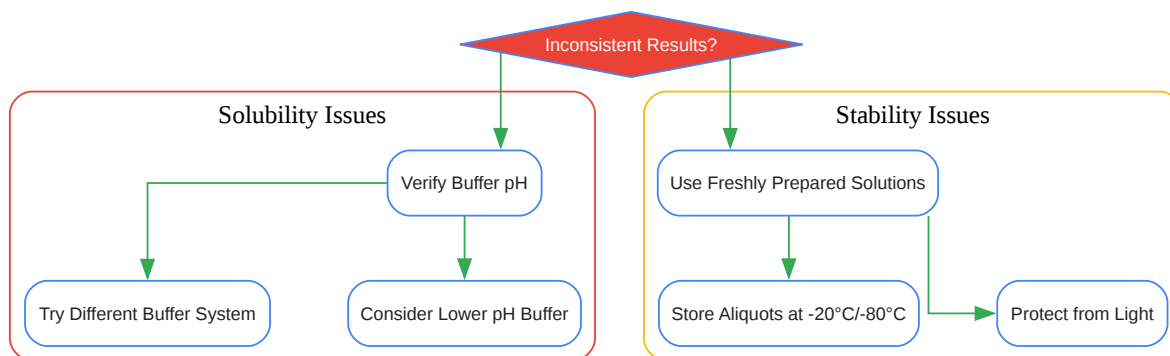 Inconsistent Results?
Solubility Issues
Stability Issues
Verify Buffer pH
Use Freshly Prepared Solutions
Try Different Buffer System
Consider Lower pH Buffer
Store Aliquots at -20°C/-80°C
Protect from Light